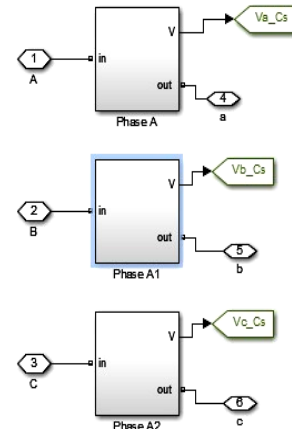 V
Va_Cs
1
in
A
out
4
a
Phase A
V
Vb_Cs
2
in
B
out
5
b
Phase A1
V
Vc_Cs
3
in
C
out
6
c
Phase A2